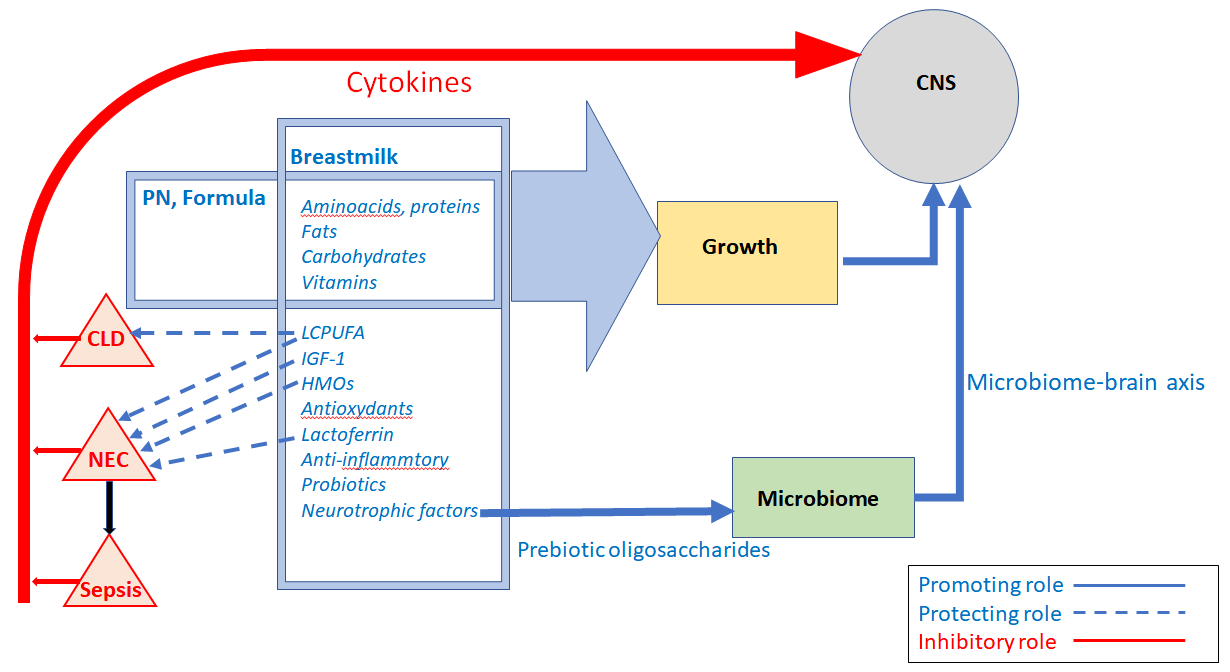 CNS
Cytokines
Breastmilk
PN, Formula
Aminoacids, proteins
Fats
Carbohydrates
Vitamins
Growth
CLD
LCPUFA
IGF-1
HMOs
Antioxydants
Lactoferrin
Anti-inflammtory
Probiotics
Neurotrophic factors
NEC
Sepsis
Microbiome-brain axis
Microbiome
Prebiotic oligosaccharides
Promoting role
Protecting role
Inhibitory role